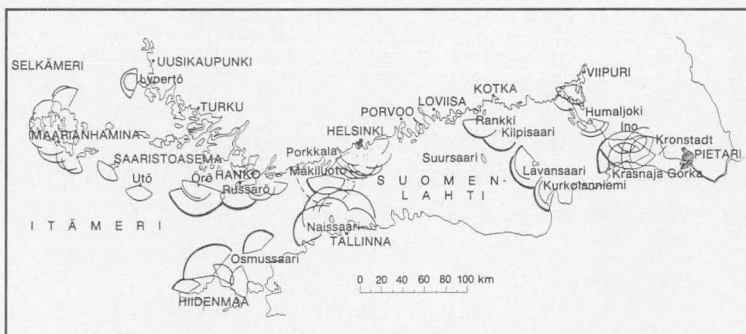 SELKÄMERI
UUSIKAUPUNKI
Lypertö
TURKU
MAARIANHAMINA
SAARISTOASEMA
Utö
Örö
HANKO
Russarö
Porkkala
Mäkiluoto
HELSINKI
PORVOO
LOVIISA
KOTKA
Rankki
Kilpisaari
VIIPURI
Humaljoki
Ino
Kronstadt
PIETARI
Krasnaja Gorka
Suursaari
Lavansaari
Kurkolanniemi
SUOMEN-
LAHTI
ITÄMERI
Naissaari
TALLINNA
Osmussaari
HIIDENMAA
0 20 40 60 80 100 km